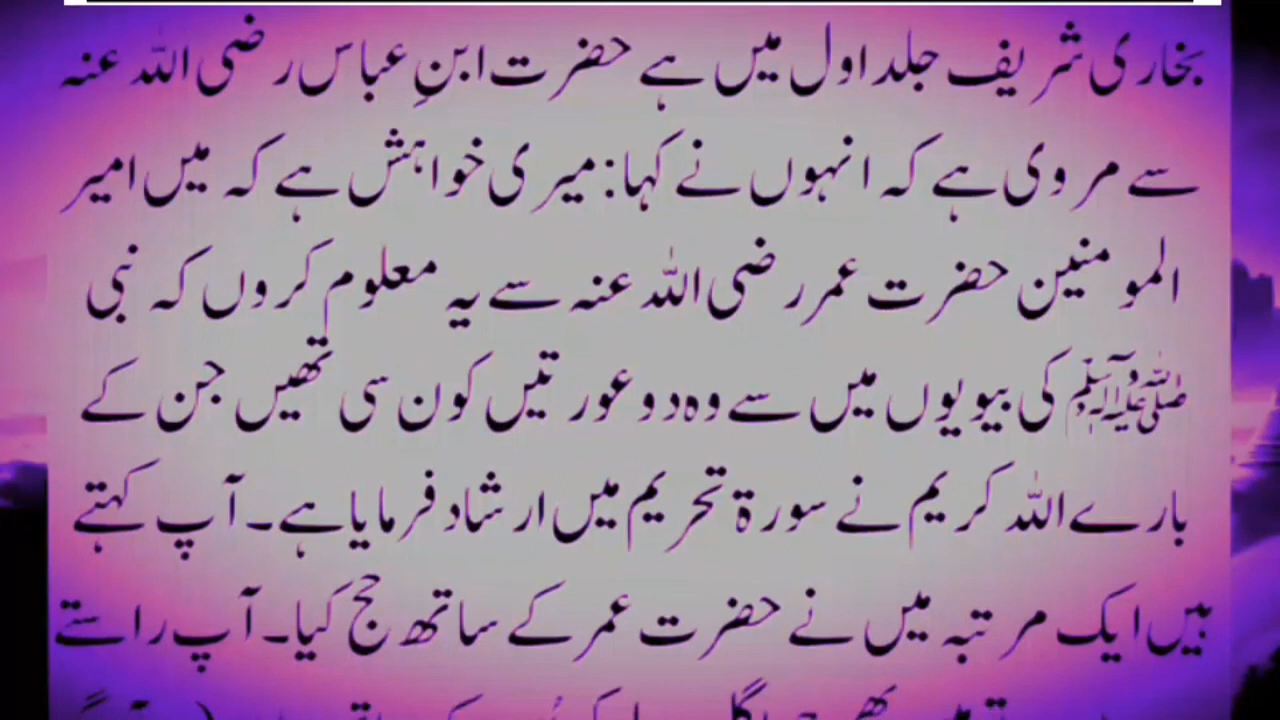 بخاری شریف جلد اول میں ہے حضرت ابنِ عباس رضی اللہ عنہ
سے مروی ہے کہ انہوں نے کہا: میری خواہش ہے کہ میں امیر
المومنین حضرت عمر رضی اللہ عنہ سے یہ معلوم کروں کہ نبی
ﷺ کی بیویوں میں سے وہ دو عورتیں کون سی تھیں جن کے
بارے اللہ کریم نے سورۃ تحریم میں ارشاد فرمایا ہے۔ آپ کہتے
ہیں ایک مرتبہ میں نے حضرت عمر کے ساتھ حج کیا۔ آپ راستے